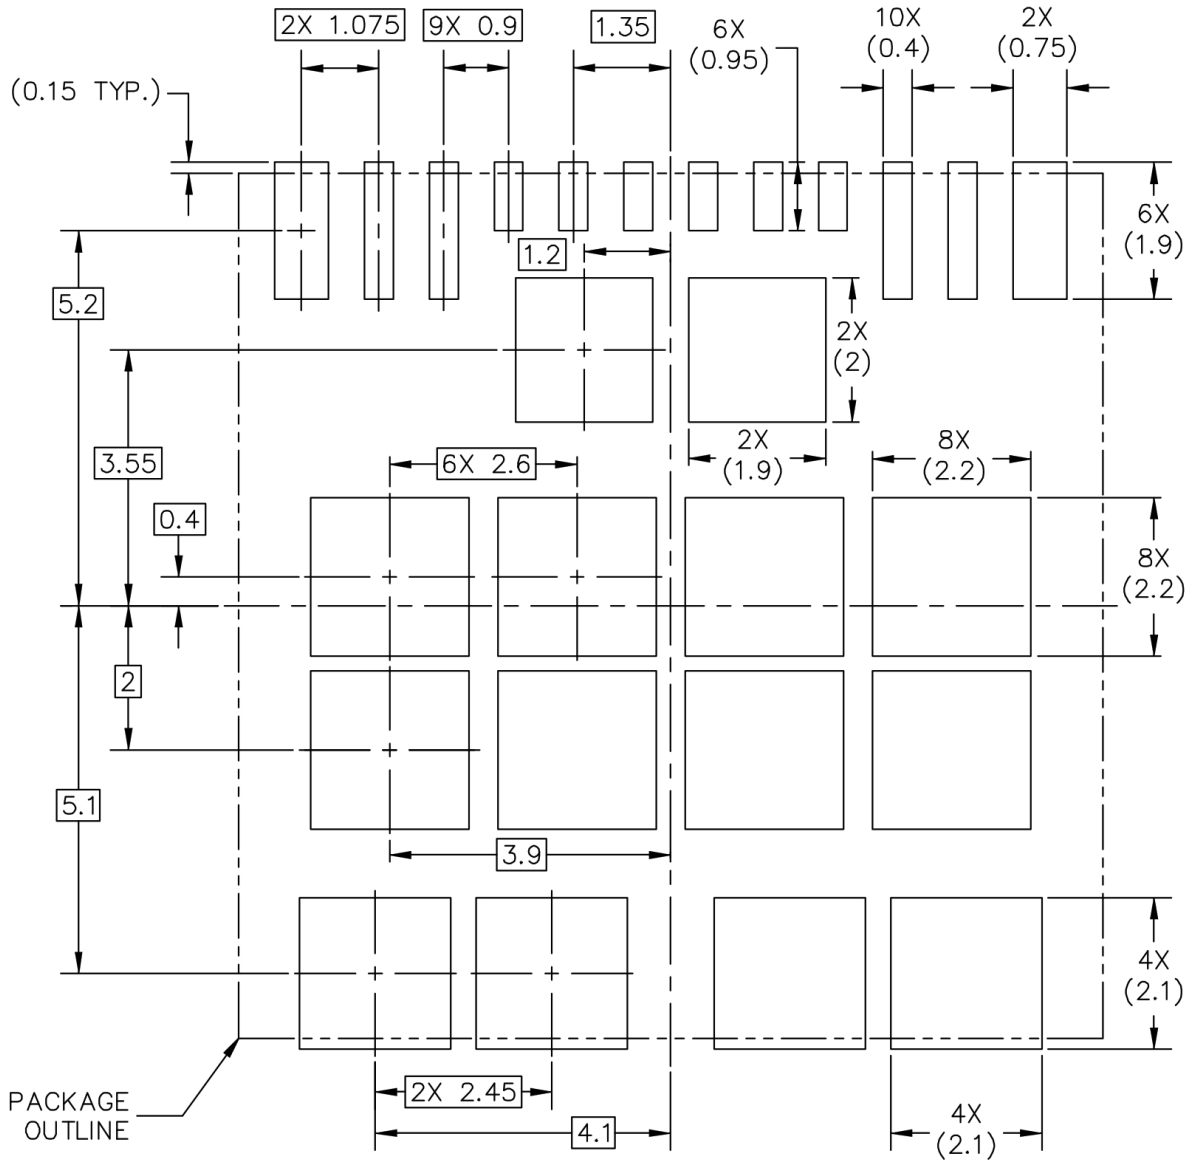 2X 1.075
9X 0.9
1.35
6X
(0.95)
10X
(0.4)
2X
(0.75)
(0.15 TYP.)
6X
(1.9)
1.2
5.2
2X
(2)
3.55
6X 2.6
2X
(1.9)
8X
(2.2)
0.4
8X
(2.2)
2
5.1
3.9
4X
(2.1)
2X 2.45
PACKAGE
OUTLINE
4.1
4X
(2.1)